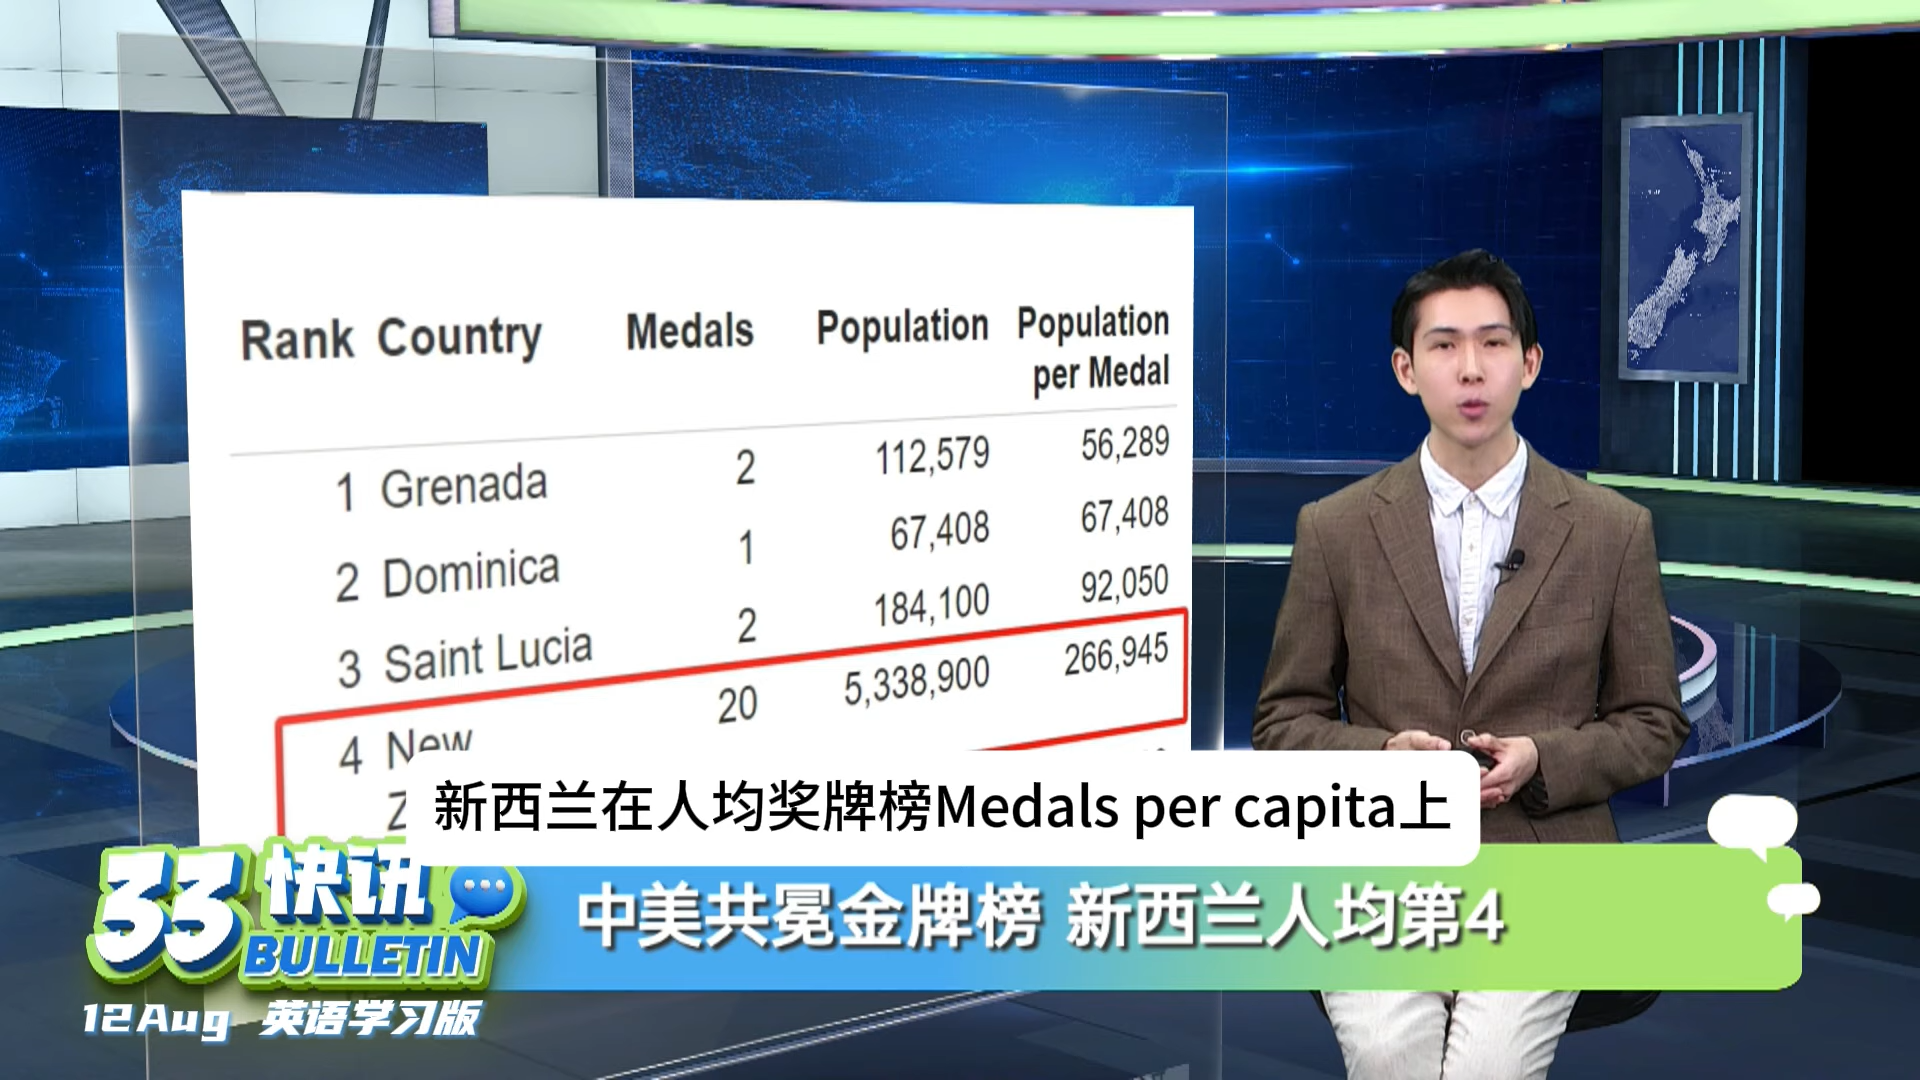 Rank Country Medals Population Population per Medal
1 Grenada 2 112,579 56,289
2 Dominica 1 67,408 67,408
3 Saint Lucia 2 184,100 92,050
4 New 20 5,338,900 266,945
新西兰在人均奖牌榜Medals per capita上
33快讯
BULLETIN
中美共冕金牌榜 新西兰人均第4
12 Aug 英语学习版